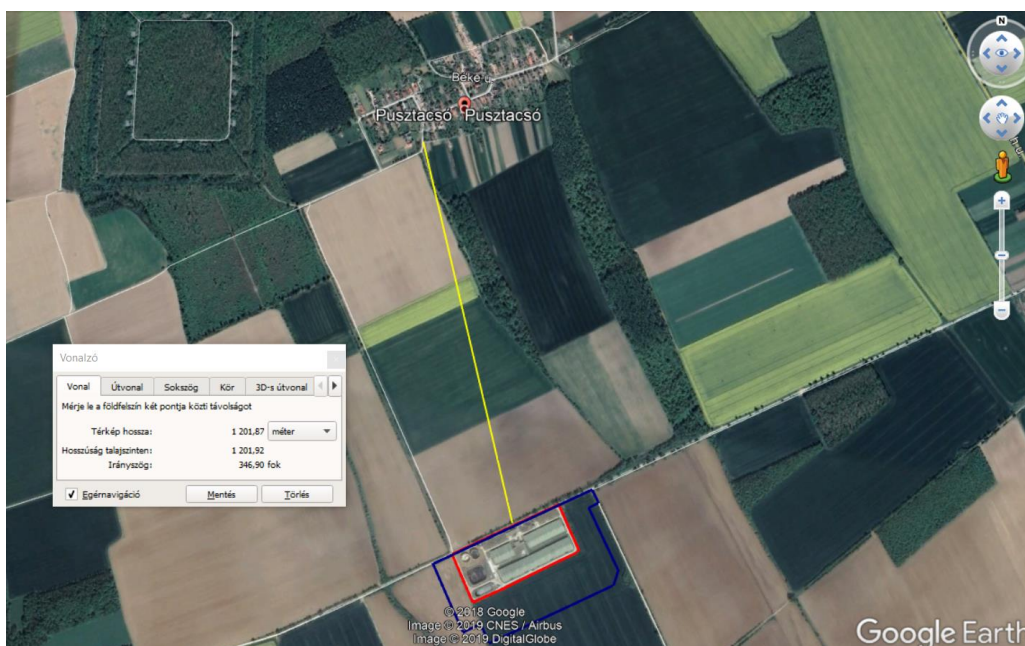 N
Béke u.
Pusztacső Pusztacső
Vonalzó
Vonal Útvonal Sokszög Kör 3D-s útvonal
Mérje le a földfelszín két pontja közti távolságot
Térkép hossza: 1 201,87 méter
Hosszúság talajszinten: 1 201,92
Irányszög: 346,90 fok
Egérnavigáció Mentés Törlés
© 2018 Google
Image © 2019 CNES / Airbus
Image © 2019 DigitalGlobe
Google Earth